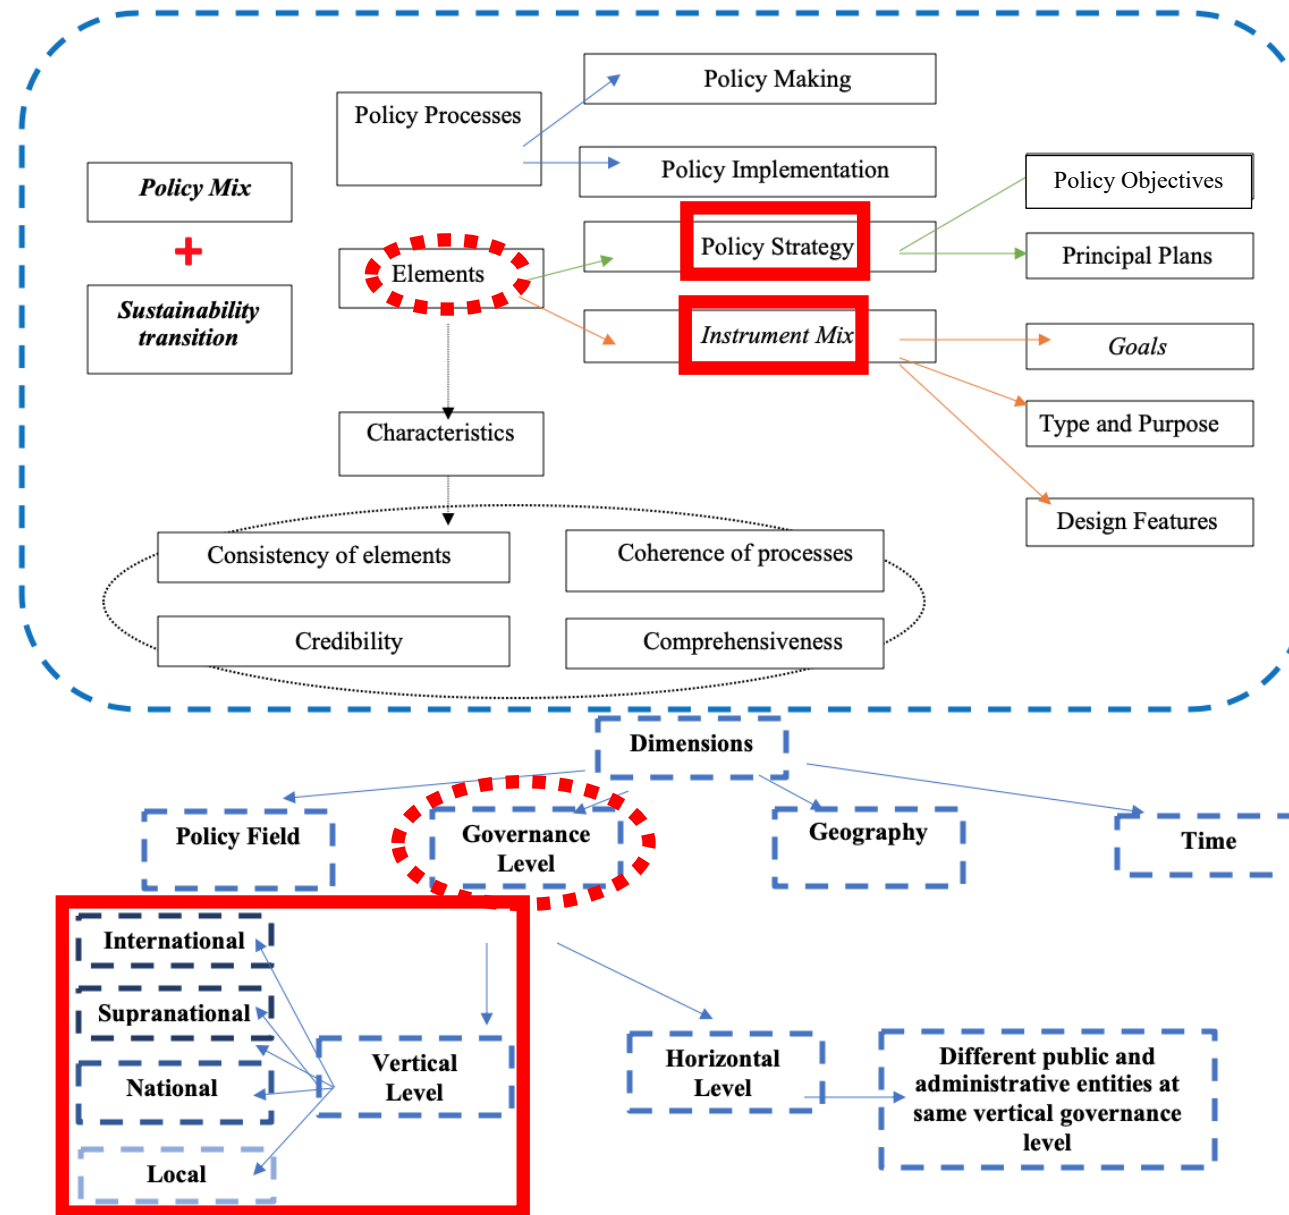 Policy Making
Policy Processes
Policy Implementation
Policy Mix
+
Sustainability
transition
Elements
Policy Strategy
Instrument Mix
Policy Objectives
Principal Plans
Goals
Type and Purpose
Design Features
Characteristics
Consistency of elements
Coherence of processes
Credibility
Comprehensiveness
Dimensions
Policy Field
Governance
Level
Geography
Time
International
Supranational
National
Local
Vertical
Level
Horizontal
Level
Different public and
administrative entities at
same vertical governance
level